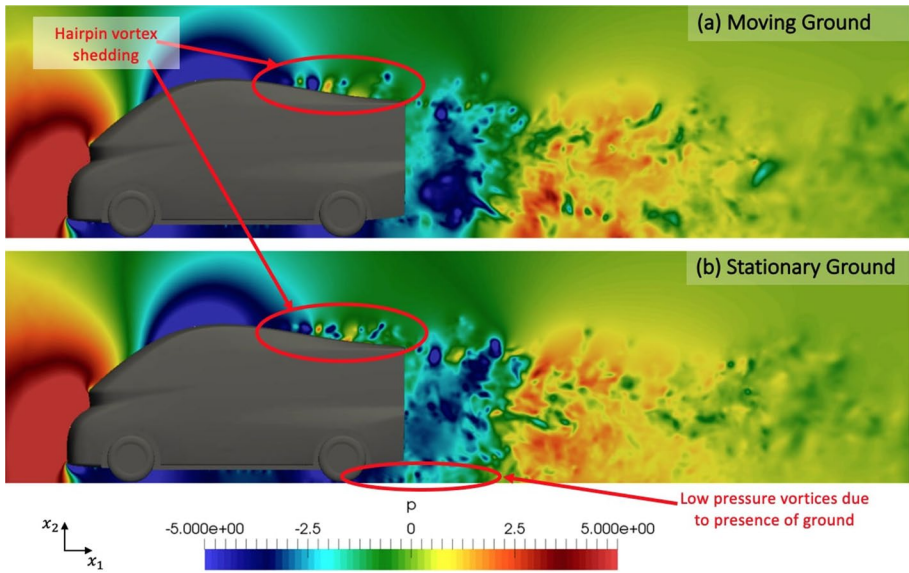 Hairpin vortex
shedding
(a) Moving Ground
(b) Stationary Ground
Low pressure vortices due
to presence of ground
p
-5.000e+00 -2.5 0 2.5 5.000e+00
x₂
x₁